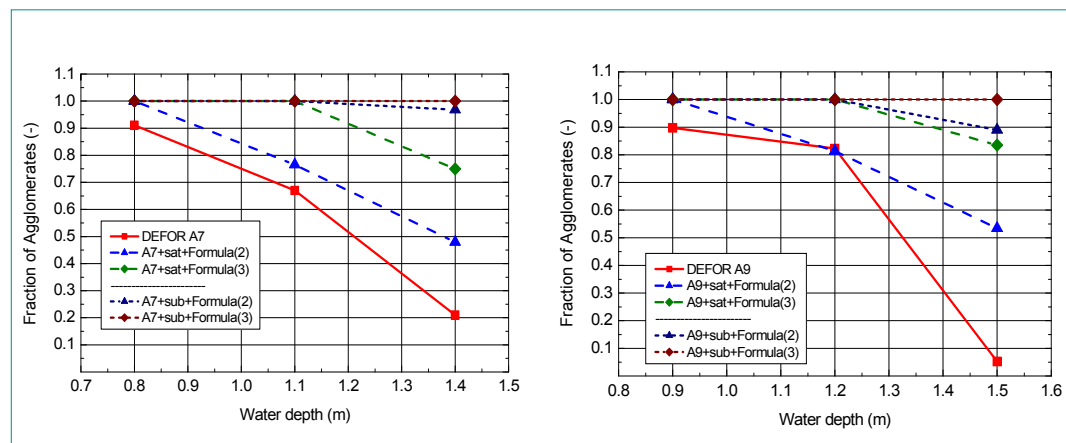 1.1
1.0
0.9
0.8
0.7
0.6
0.5
0.4
0.3
0.2
0.1
Fraction of Agglomerates (-)
DEFOR A7
A7+sat+Formula(2)
A7+sat+Formula(3)
-----------------------
A7+sub+Formula(2)
A7+sub+Formula(3)
0.7 0.8 0.9 1.0 1.1 1.2 1.3 1.4 1.5
Water depth (m)
1.1
1.0
0.9
0.8
0.7
0.6
0.5
0.4
0.3
0.2
0.1
Fraction of Agglomerates (-)
DEFOR A9
A9+sat+Formula(2)
A9+sat+Formula(3)
-----------------------
A9+sub+Formula(2)
A9+sub+Formula(3)
0.8 0.9 1.0 1.1 1.2 1.3 1.4 1.5 1.6
Water depth (m)